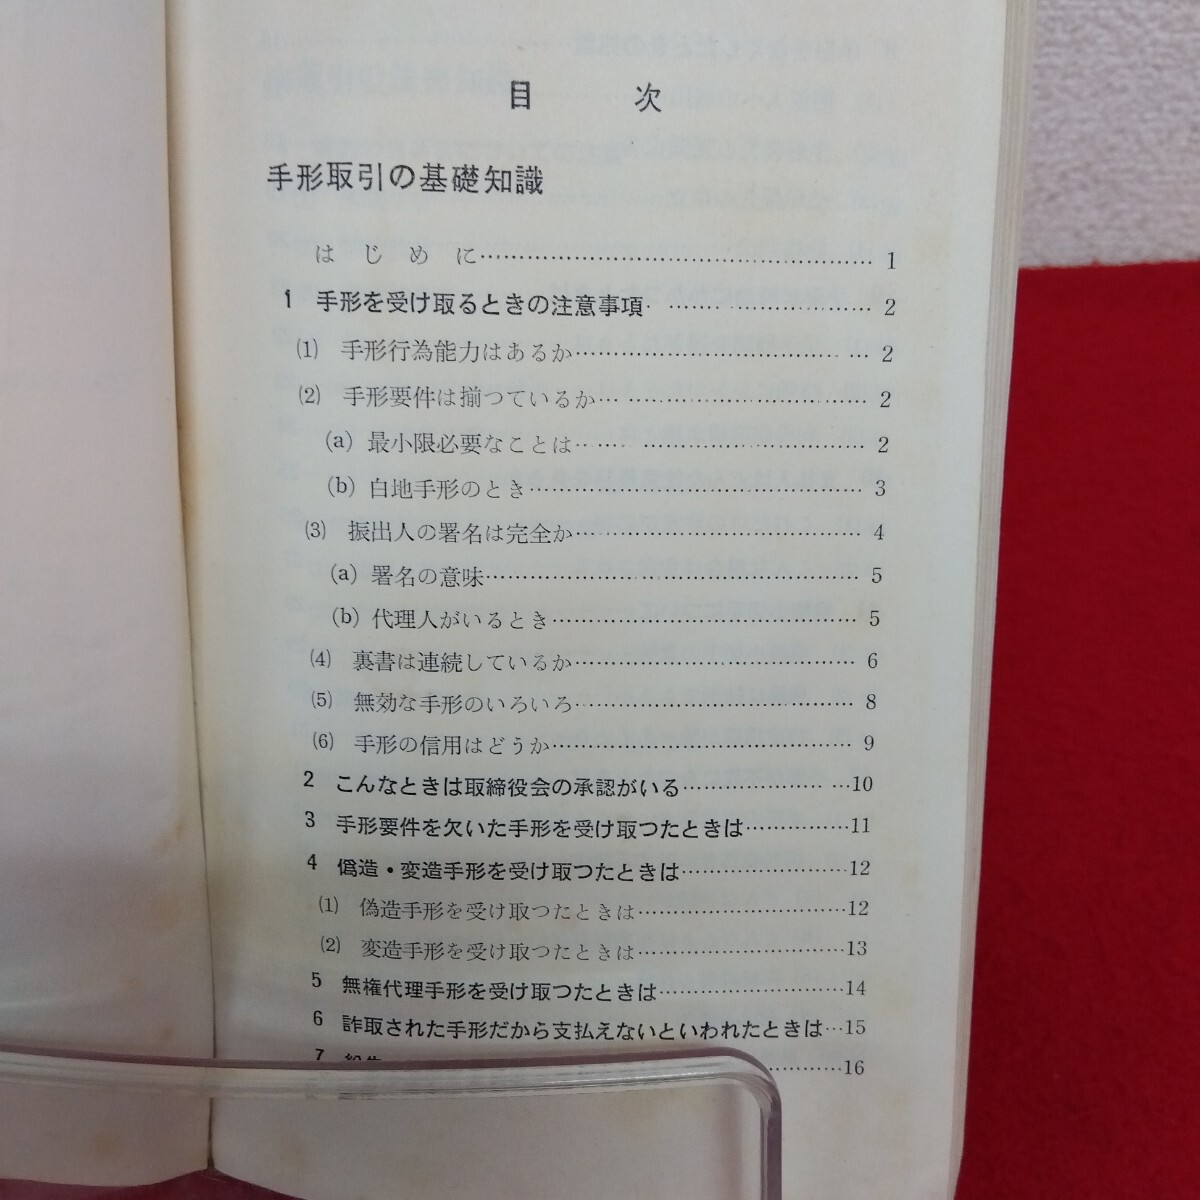 目次
手形取引の基礎知識
はじめに……………………………………………1
1 手形を受け取るときの注意事項……………………2
(1) 手形行為能力はあるか………………………………2
(2) 手形要件は揃つているか……………………………2
(a) 最小限必要なことは…………………………………2
(b) 白地手形のとき………………………………………3
(3) 振出人の署名は完全か………………………………4
(a) 署名の意味……………………………………………5
(b) 代理人がいるとき……………………………………5
(4) 裏書は連続しているか………………………………6
(5) 無効な手形のいろいろ………………………………8
(6) 手形の信用はどうか…………………………………9
2 こんなときは取締役会の承認がいる………………10
3 手形要件を欠いた手形を受け取つたときは…………11
4 偽造・変造手形を受け取つたときは………………12
(1) 偽造手形を受け取つたときは………………………12
(2) 変造手形を受け取つたときは………………………13
5 無権代理手形を受け取つたときは…………………14
6 詐取された手形だから支払えないといわれたときは…15
7 …………16